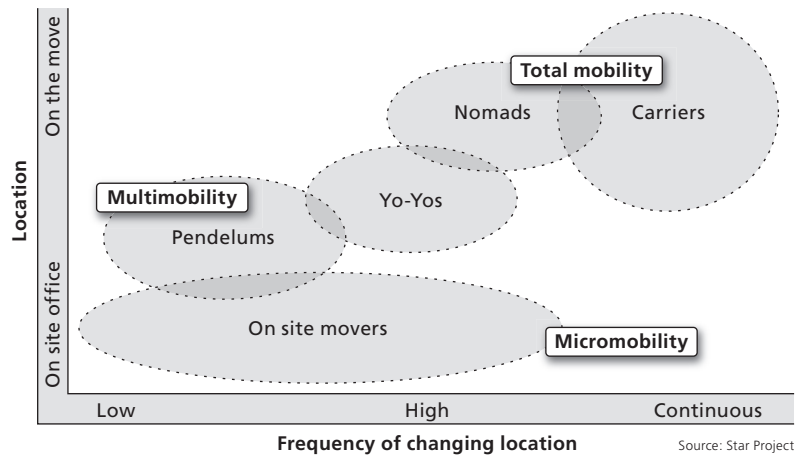 On the move
Total mobility
Nomads
Carriers
Location
Multimobility
Yo-Yos
Pendelums
On site office
On site movers
Micromobility
Low
High
Continuous
Frequency of changing location
Source: Star Project